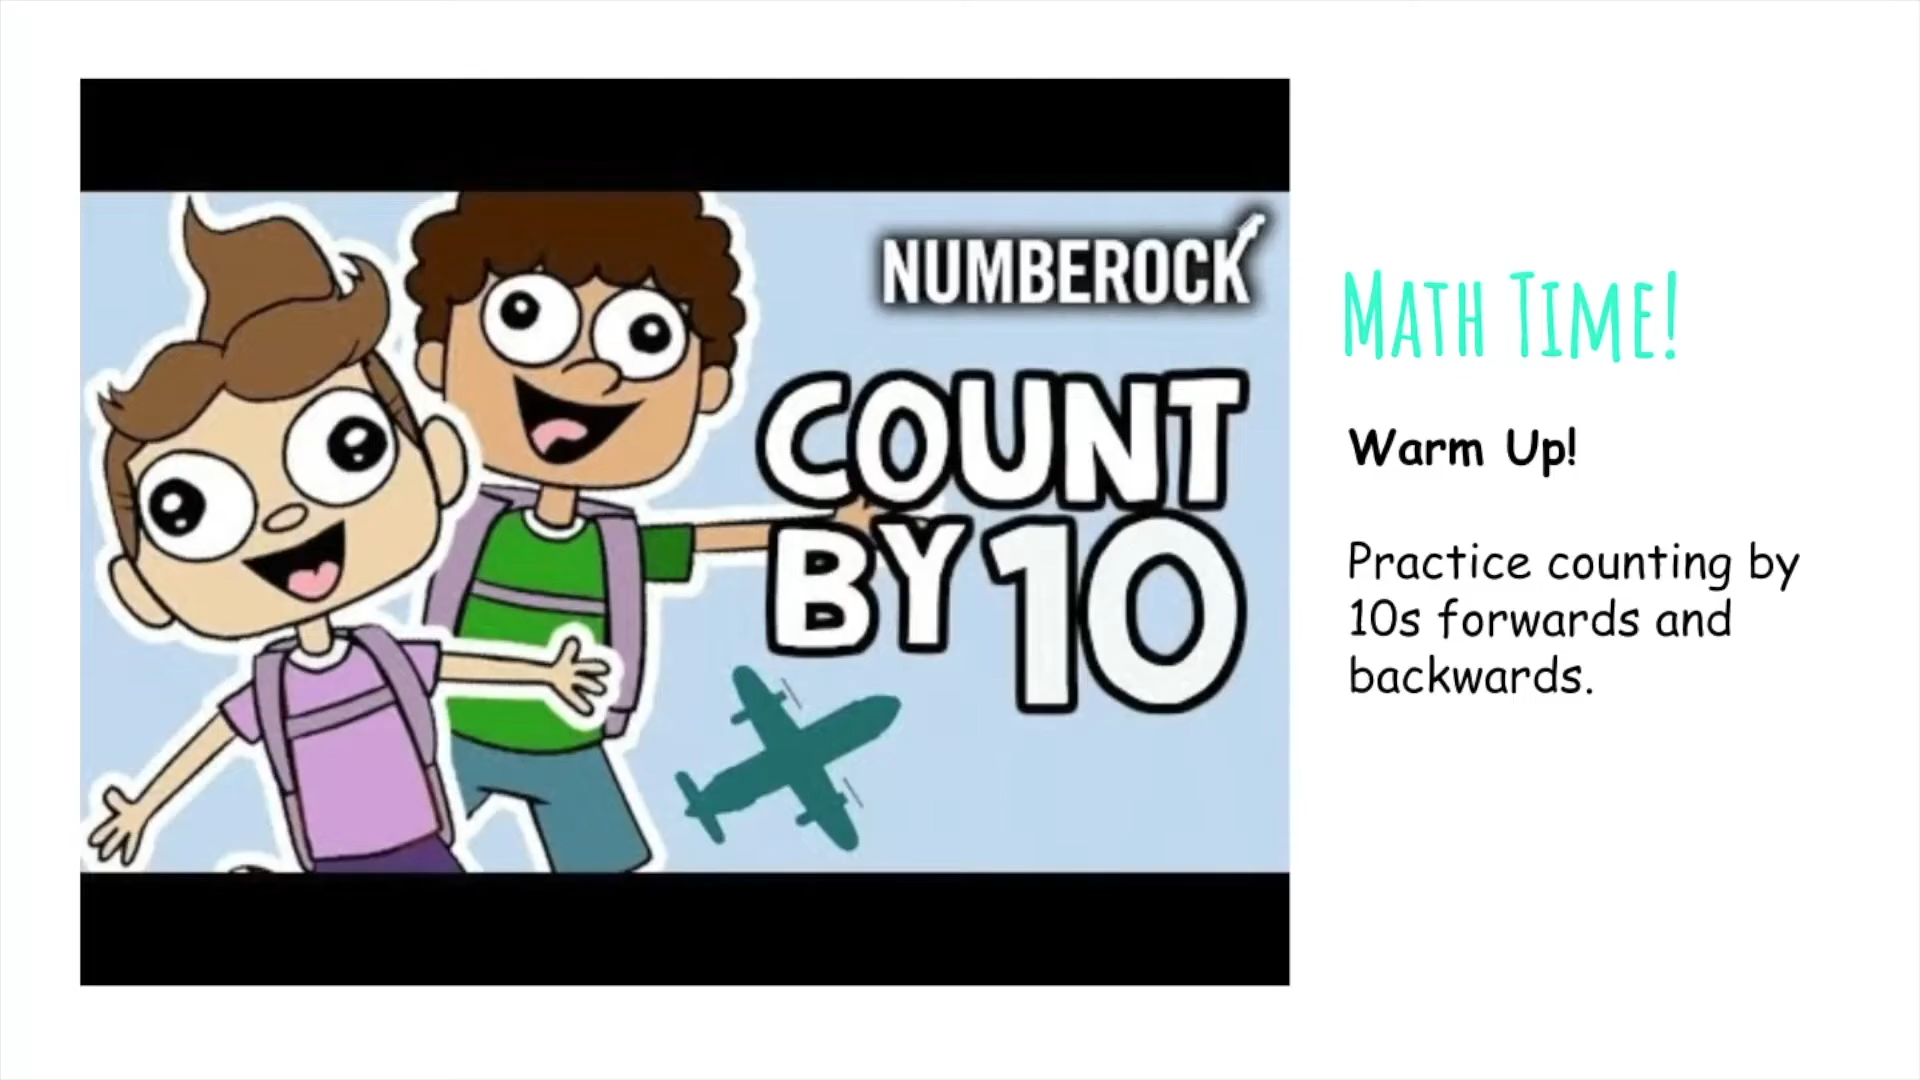 NUMBEROCK
COUNT
BY 10
MATH TIME!
Warm Up!
Practice counting by
10s forwards and
backwards.